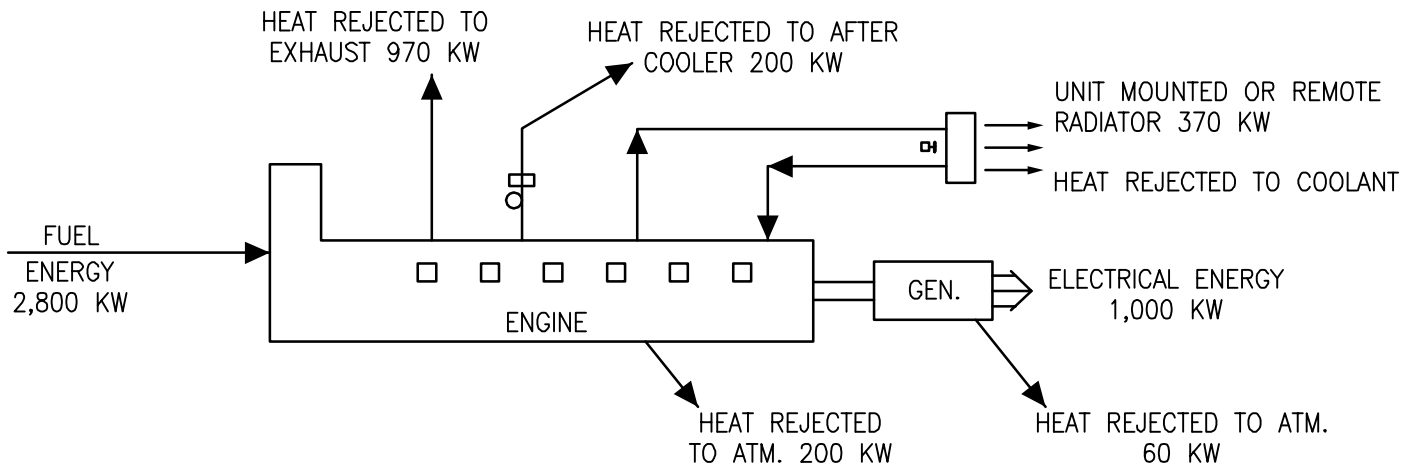 HEAT REJECTED TO
EXHAUST 970 KW
HEAT REJECTED TO AFTER
COOLER 200 KW
UNIT MOUNTED OR REMOTE
RADIATOR 370 KW
HEAT REJECTED TO COOLANT
FUEL
ENERGY
2,800 KW
ENGINE
GEN.
ELECTRICAL ENERGY
1,000 KW
HEAT REJECTED
TO ATM. 200 KW
HEAT REJECTED TO ATM.
60 KW